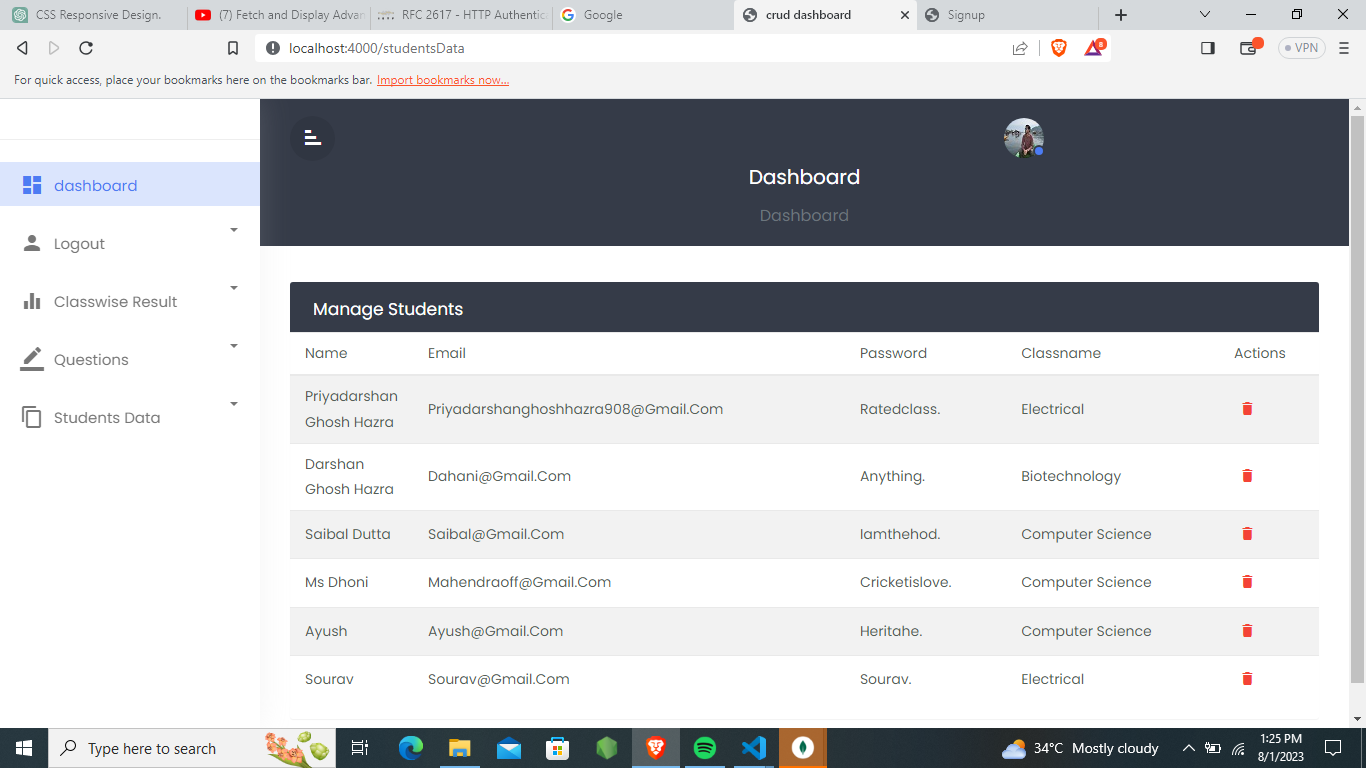 CSS Responsive Design.
(7) Fetch and Display Advan
RFC 2617 - HTTP Authentic
Google
crud dashboard
Signup
localhost:4000/studentsData
8
VPN
For quick access, place your bookmarks here on the bookmarks bar. Import bookmarks now...
dashboard
Logout
Classwise Result
Questions
Students Data
Dashboard
Dashboard
Manage Students
Name Email Password Classname Actions
Priyadarshan
Ghosh Hazra Priyadarshanghoshhazra908@Gmail.Com Ratedclass. Electrical
Darshan
Ghosh Hazra Dahani@Gmail.Com Anything. Biotechnology
Saibal Dutta Saibal@Gmail.Com Iamthehod. Computer Science
Ms Dhoni Mahendraoff@Gmail.Com Cricketislove. Computer Science
Ayush Ayush@Gmail.Com Heritahe. Computer Science
Sourav Sourav@Gmail.Com Sourav. Electrical
Type here to search
34°C Mostly cloudy
1:25 PM
8/1/2023